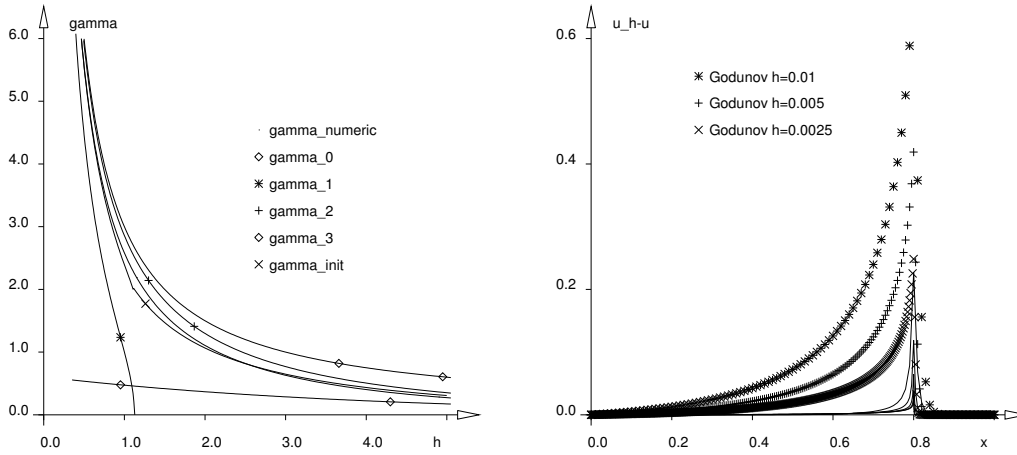 gamma
6.0
5.0
4.0
3.0
2.0
1.0
0.0
0.0 1.0 2.0 3.0 4.0 h
gamma_numeric
gamma_0
gamma_1
gamma_2
gamma_3
gamma_init
u_h-u
0.6
0.4
0.2
0.0
0.0 0.2 0.4 0.6 0.8 x
Godunov h=0.01
Godunov h=0.005
Godunov h=0.0025